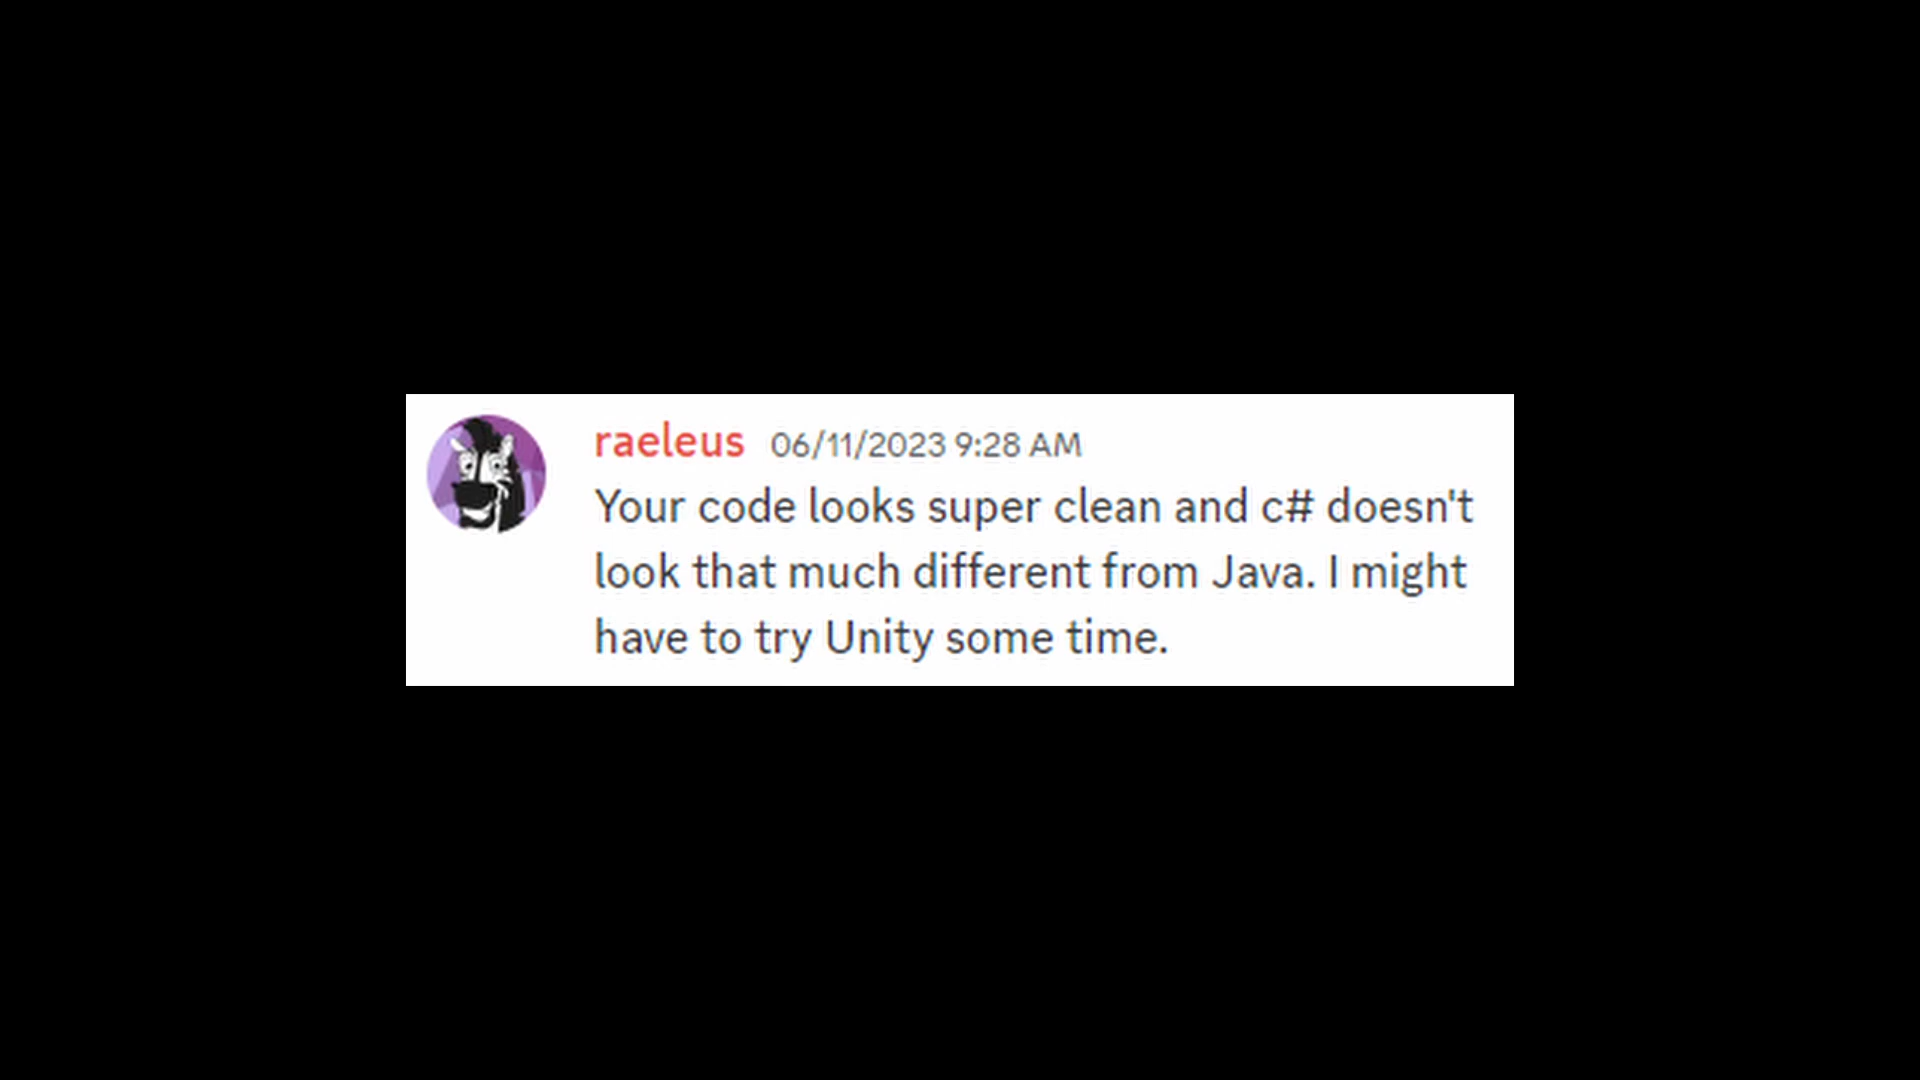 raeleus 06/11/2023 9:28 AM
Your code looks super clean and c# doesn't
look that much different from Java. I might
have to try Unity some time.